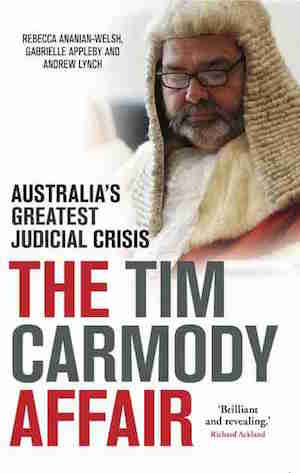 REBECCA ANANIAN-WELSH,
GABRIELLE APPLEBY AND
ANDREW LYNCH
AUSTRALIA'S
GREATEST
JUDICIAL CRISIS
THE TIM
CARMODY
AFFAIR
'Brilliant
and revealing.'
Richard Ackland